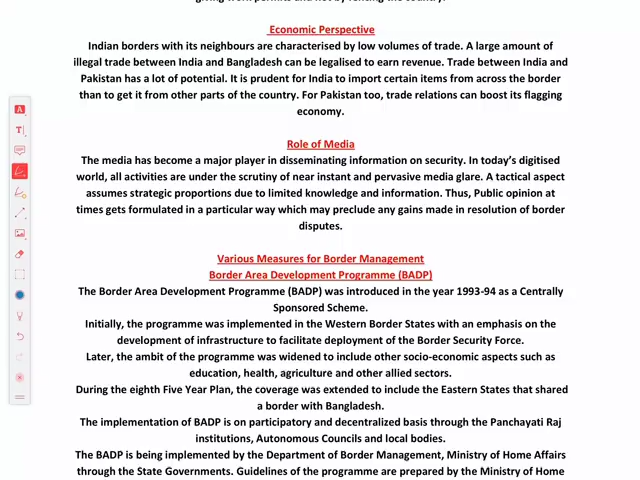 Economic Perspective
Indian borders with its neighbours are characterised by low volumes of trade. A large amount of
illegal trade between India and Bangladesh can be legalised to earn revenue. Trade between India and
Pakistan has a lot of potential. It is prudent for India to import certain items from across the border
than to get it from other parts of the country. For Pakistan too, trade relations can boost its flagging
economy.
Role of Media
The media has become a major player in disseminating information on security. In today's digitised
world, all activities are under the scrutiny of near instant and pervasive media glare. A tactical aspect
assumes strategic proportions due to limited knowledge and information. Thus, Public opinion at
times gets formulated in a particular way which may preclude any gains made in resolution of border
disputes.
Various Measures for Border Management
Border Area Development Programme (BADP)
The Border Area Development Programme (BADP) was introduced in the year 1993-94 as a Centrally
Sponsored Scheme.
Initially, the programme was implemented in the Western Border States with an emphasis on the
development of infrastructure to facilitate deployment of the Border Security Force.
Later, the ambit of the programme was widened to include other socio-economic aspects such as
education, health, agriculture and other allied sectors.
During the eighth Five Year Plan, the coverage was extended to include the Eastern States that shared
a border with Bangladesh.
The implementation of BADP is on participatory and decentralized basis through the Panchayati Raj
institutions, Autonomous Councils and local bodies.
The BADP is being implemented by the Department of Border Management, Ministry of Home Affairs
through the State Governments. Guidelines of the programme are prepared by the Ministry of Home